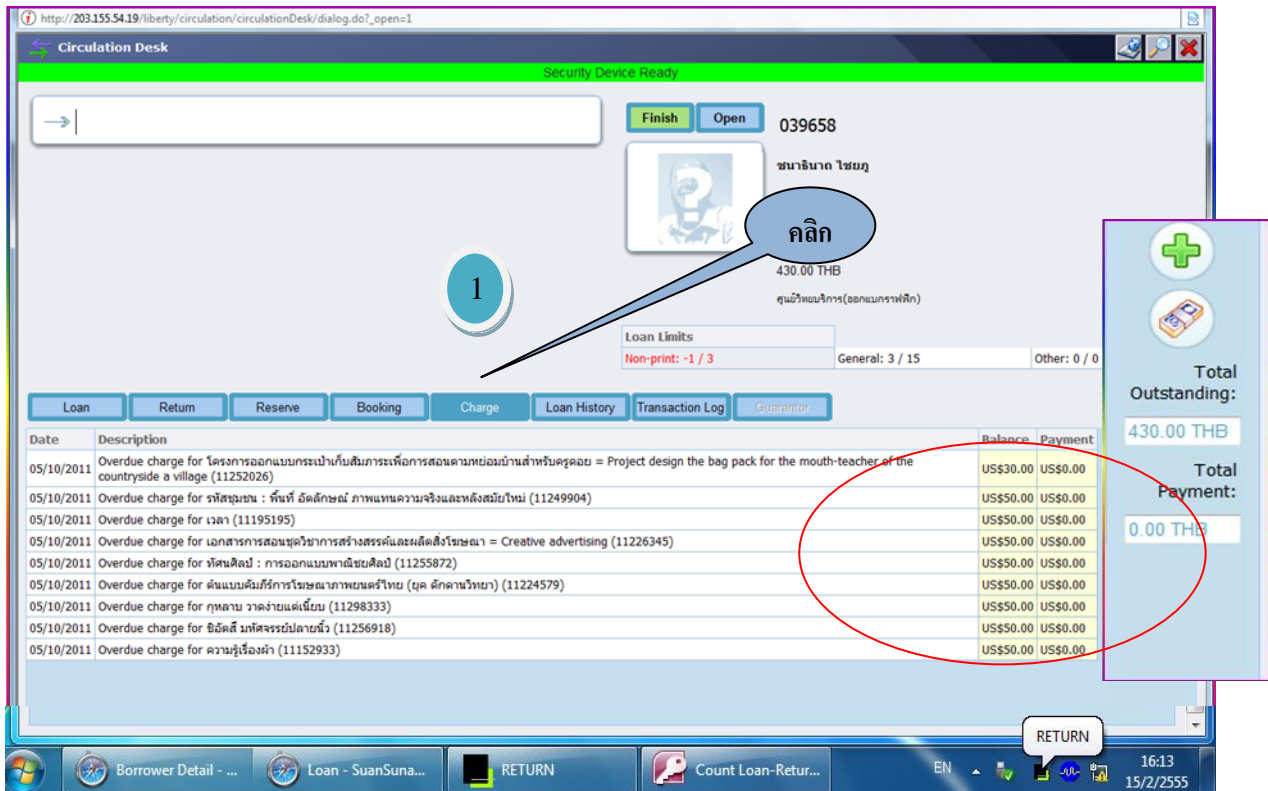 http://203.155.54.19/liberty/circulation/circulationDesk/dialog.do?_open=1
Circulation Desk
Security Device Ready
Finish Open 039658
ชนาธินาถ ไชยภู
คลิก
1
430.00 THB
ศูนย์วิทยบริการ(ออกแบกราฟฟิก)
Loan Limits
Non-print: -1 / 3 General: 3 / 15 Other: 0 / 0
Total
Outstanding:
430.00 THB
Total
Payment:
0.00 THB
Loan Return Reserve Booking Charge Loan History Transaction Log Guarantor
Date Description Balance Payment
05/10/2011 Overdue charge for โครงการออกแบบกระเป๋าเก็บสัมภาระเพื่อการสอนตามหย่อมบ้านสำหรับครูดอย = Project design the bag pack for the mouth-teacher of the
countryside a village (11252026) US$30.00 US$0.00
05/10/2011 Overdue charge for รหัสชุมชน : พื้นที่ อัตลักษณ์ ภาพแทนความจริงและหลังสมัยใหม่ (11249904) US$50.00 US$0.00
05/10/2011 Overdue charge for เวลา (11195195) US$50.00 US$0.00
05/10/2011 Overdue charge for เอกสารการสอนชุดวิชาการสร้างสรรค์และผลิตสิ่งโฆษณา = Creative advertising (11226345) US$50.00 US$0.00
05/10/2011 Overdue charge for ทัศนศิลป์ : การออกแบบพาณิชยศิลป์ (11255872) US$50.00 US$0.00
05/10/2011 Overdue charge for ต้นแบบคัมภีร์การโฆษณาภาพยนตร์ไทย (ยุค ดักดานวิทยา) (11224579) US$50.00 US$0.00
05/10/2011 Overdue charge for กุหลาบ วาดง่ายแค่เนี้ยบ (11298333) US$50.00 US$0.00
05/10/2011 Overdue charge for ชิอัตสึ มหัศจรรย์ปลายนิ้ว (11256918) US$50.00 US$0.00
05/10/2011 Overdue charge for ความรู้เรื่องผ้า (11152933) US$50.00 US$0.00
RETURN
Borrower Detail - ... Loan - SuanSuna... RETURN Count Loan-Retur... EN 16:13
15/2/2555